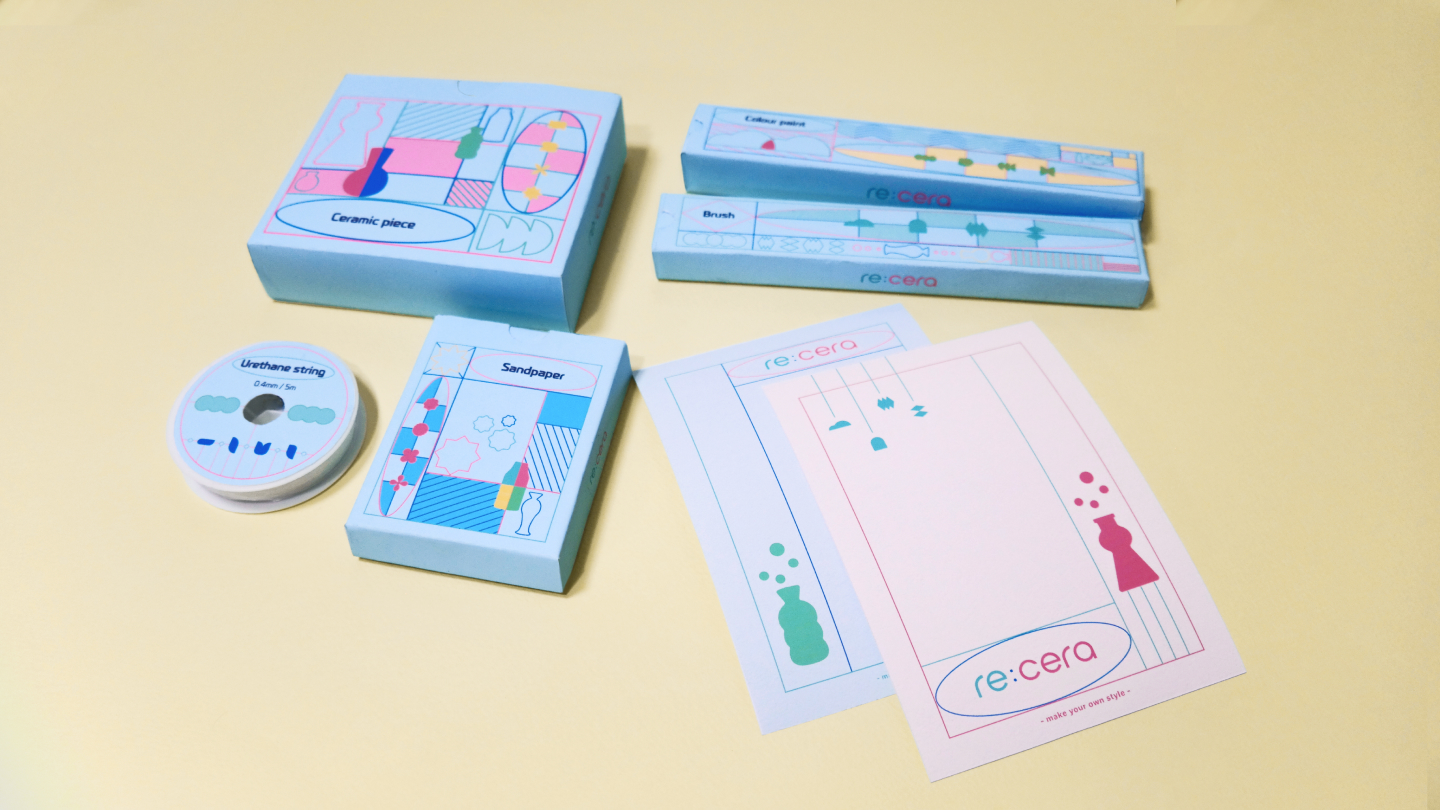 Ceramic piece
Colour paint
re:cera
Brush
re:cera
Urethane string
0.4mm / 5m
Sandpaper
re:cera
re:cera
- make your own style -